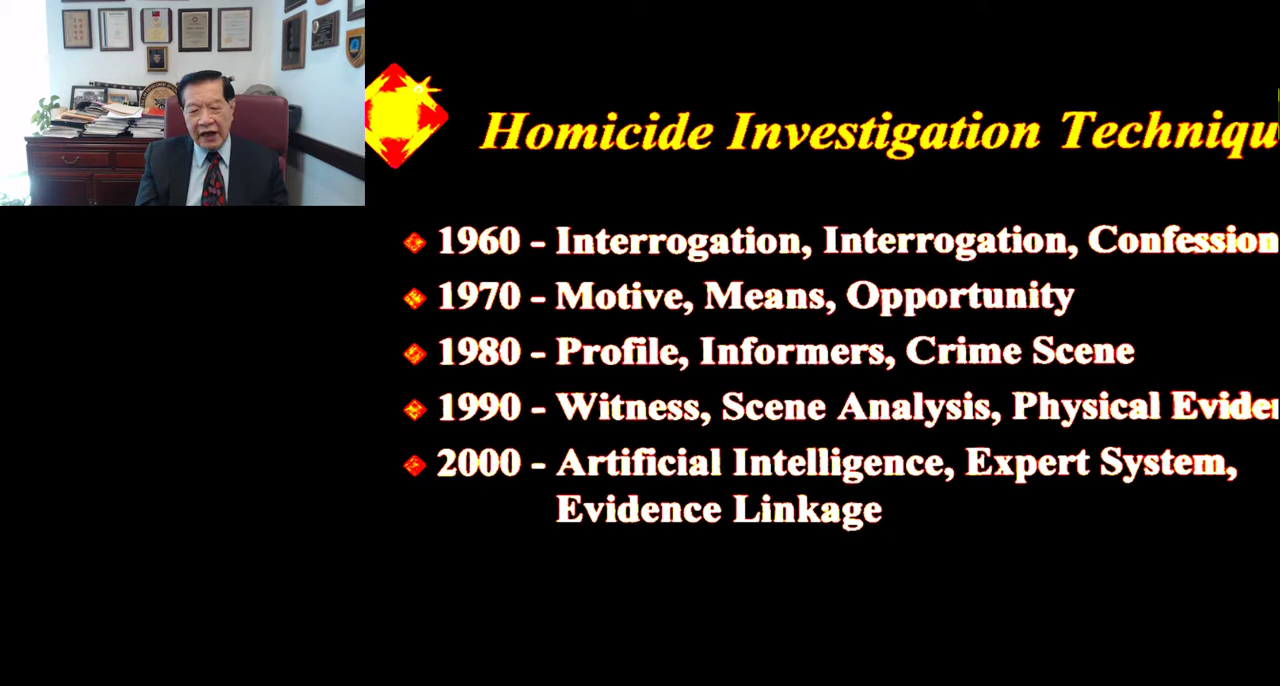 Homicide Investigation Techniqu
1960 - Interrogation, Interrogation, Confession
1970 - Motive, Means, Opportunity
1980 - Profile, Informers, Crime Scene
1990 - Witness, Scene Analysis, Physical Eviden
2000 - Artificial Intelligence, Expert System,
Evidence Linkage